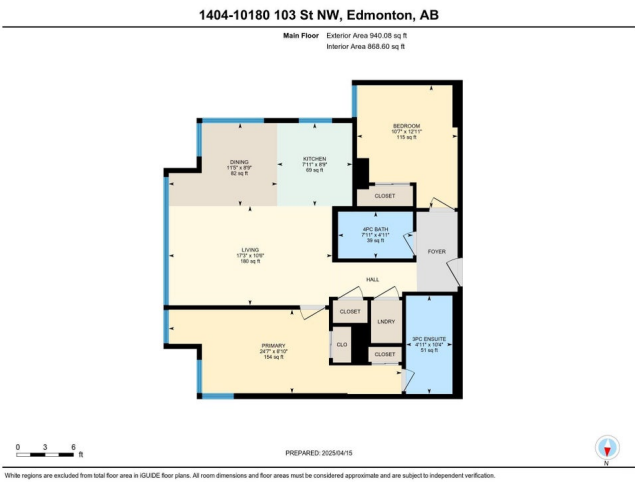 1404-10180 103 St NW, Edmonton, AB
Main Floor Exterior Area 940.08 sq ft
Interior Area 868.60 sq ft
BEDROOM
10'7" x 12'11"
115 sq ft
DINING
11'5" x 8'9"
82 sq ft
KITCHEN
7'11" x 8'9"
69 sq ft
CLOSET
4PC BATH
7'11" x 4'11"
39 sq ft
FOYER
LIVING
17'3" x 10'6"
180 sq ft
HALL
CLOSET
LNDRY
PRIMARY
24'7" x 8'10"
154 sq ft
CLO
CLOSET
3PC ENSUITE
4'11" x 10'4"
51 sq ft
0 3 6
ft
PREPARED: 2025/04/15
N
White regions are excluded from total floor area in iGUIDE floor plans. All room dimensions and floor areas must be considered approximate and are subject to independent verification.